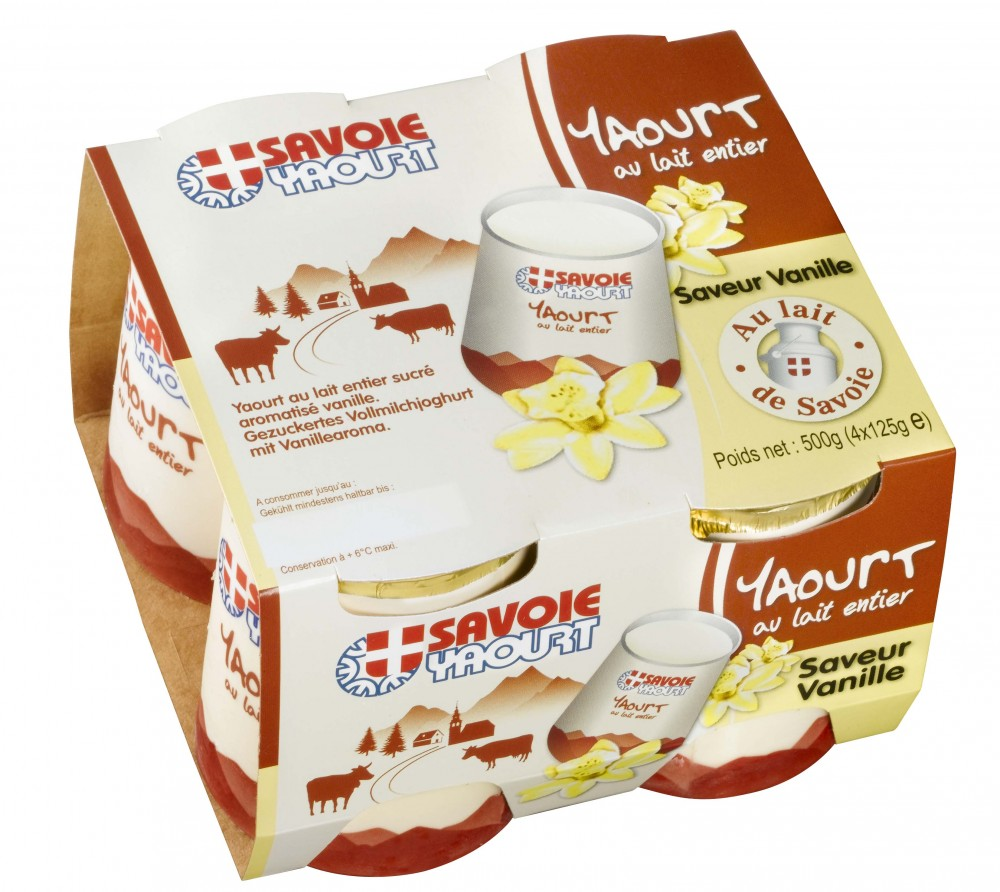 SAVOIE
YAOURT
YAOURT
au lait entier
Saveur Vanille
SAVOIE
YAOURT
YAOURT
au lait entier
Au lait
de Savoie
Poids net : 500g (4x125g e)
Yaourt au lait entier sucré
aromatisé vanille.
Gezuckertes Vollmilchjoghurt
mit Vanillearoma.
A consommer jusqu'au :
Gekühlt mindestens haltbar bis :
Conservation à + 6°C maxi.
YAOURT
au lait entier
SAVOIE
YAOURT
YAOURT
au lait entier
Saveur
Vanille
SAVOIE
YAOURT
YAOURT
au lait entier